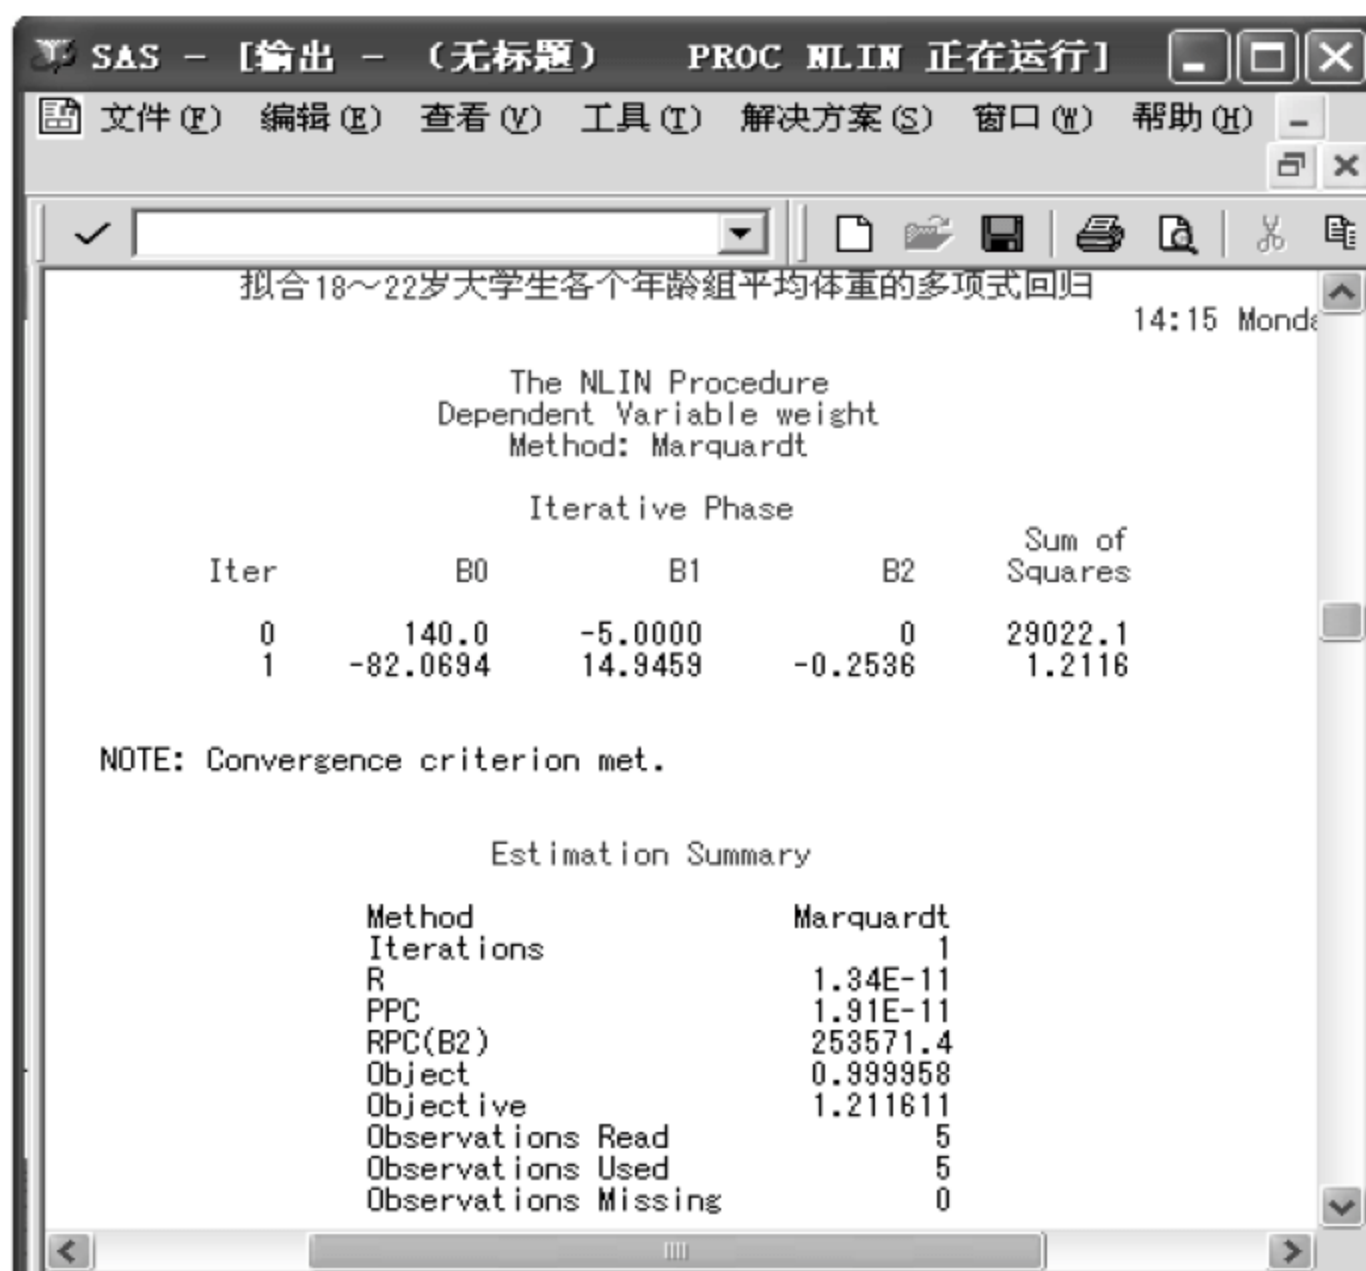 SAS - [输出 - (无标题) PROC NLIN 正在运行]
文件(F) 编辑(E) 查看(V) 工具(T) 解决方案(S) 窗口(W) 帮助(H)
拟合18～22岁大学生各个年龄组平均体重的多项式回归
14:15 Monda
The NLIN Procedure
Dependent Variable weight
Method: Marquardt
Iterative Phase
Sum of
Iter B0 B1 B2 Squares
0 140.0 -5.0000 0 29022.1
1 -82.0694 14.9459 -0.2536 1.2116
NOTE: Convergence criterion met.
Estimation Summary
Method Marquardt
Iterations 1
R 1.34E-11
PPC 1.91E-11
RPC(B2) 253571.4
Object 0.999958
Objective 1.211611
Observations Read 5
Observations Used 5
Observations Missing 0